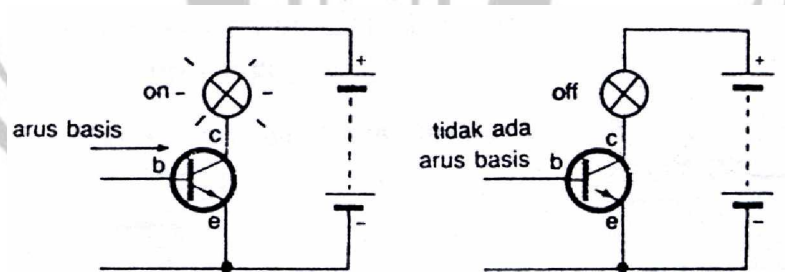 on
arus basis
c
b
e
+
-
off
tidak ada
arus basis
c
b
e
+
-